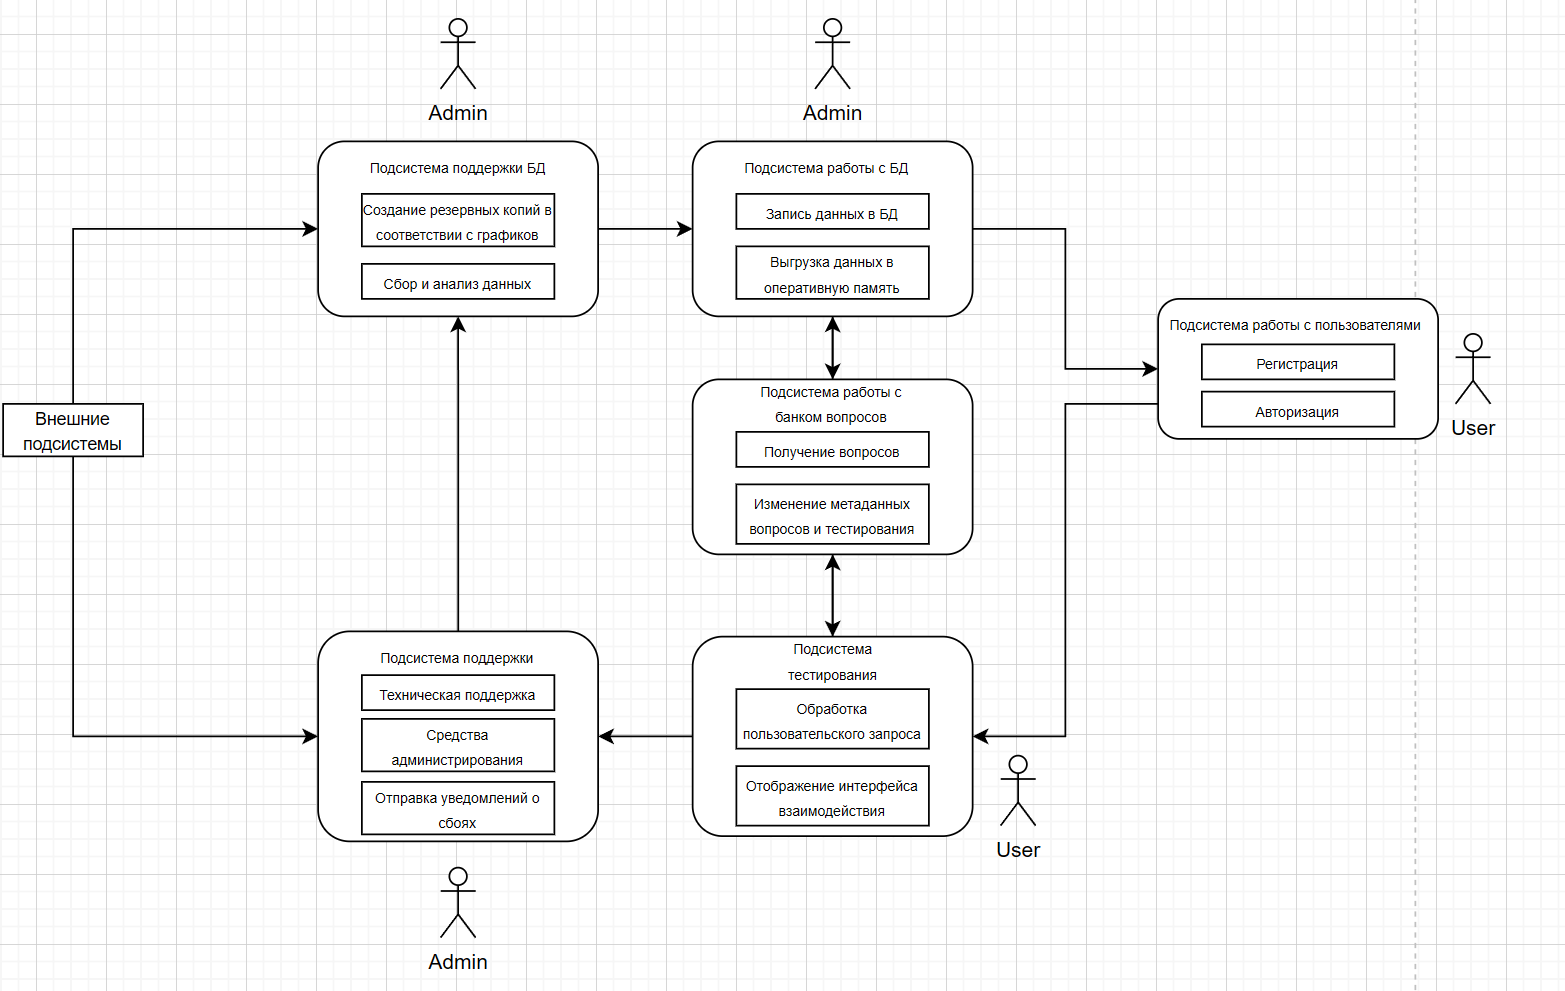 Admin
Admin
Подсистема поддержки БД
Создание резервных копий в
соответствии с графиков
Сбор и анализ данных
Подсистема работы с БД
Запись данных в БД
Выгрузка данных в
оперативную память
Подсистема работы с пользователями
Регистрация
Авторизация
User
Внешние
подсистемы
Подсистема работы с
банком вопросов
Получение вопросов
Изменение метаданных
вопросов и тестирования
Подсистема поддержки
Техническая поддержка
Средства
администрирования
Отправка уведомлений о
сбоях
Подсистема
тестирования
Обработка
пользовательского запроса
Отображение интерфейса
взаимодействия
User
Admin